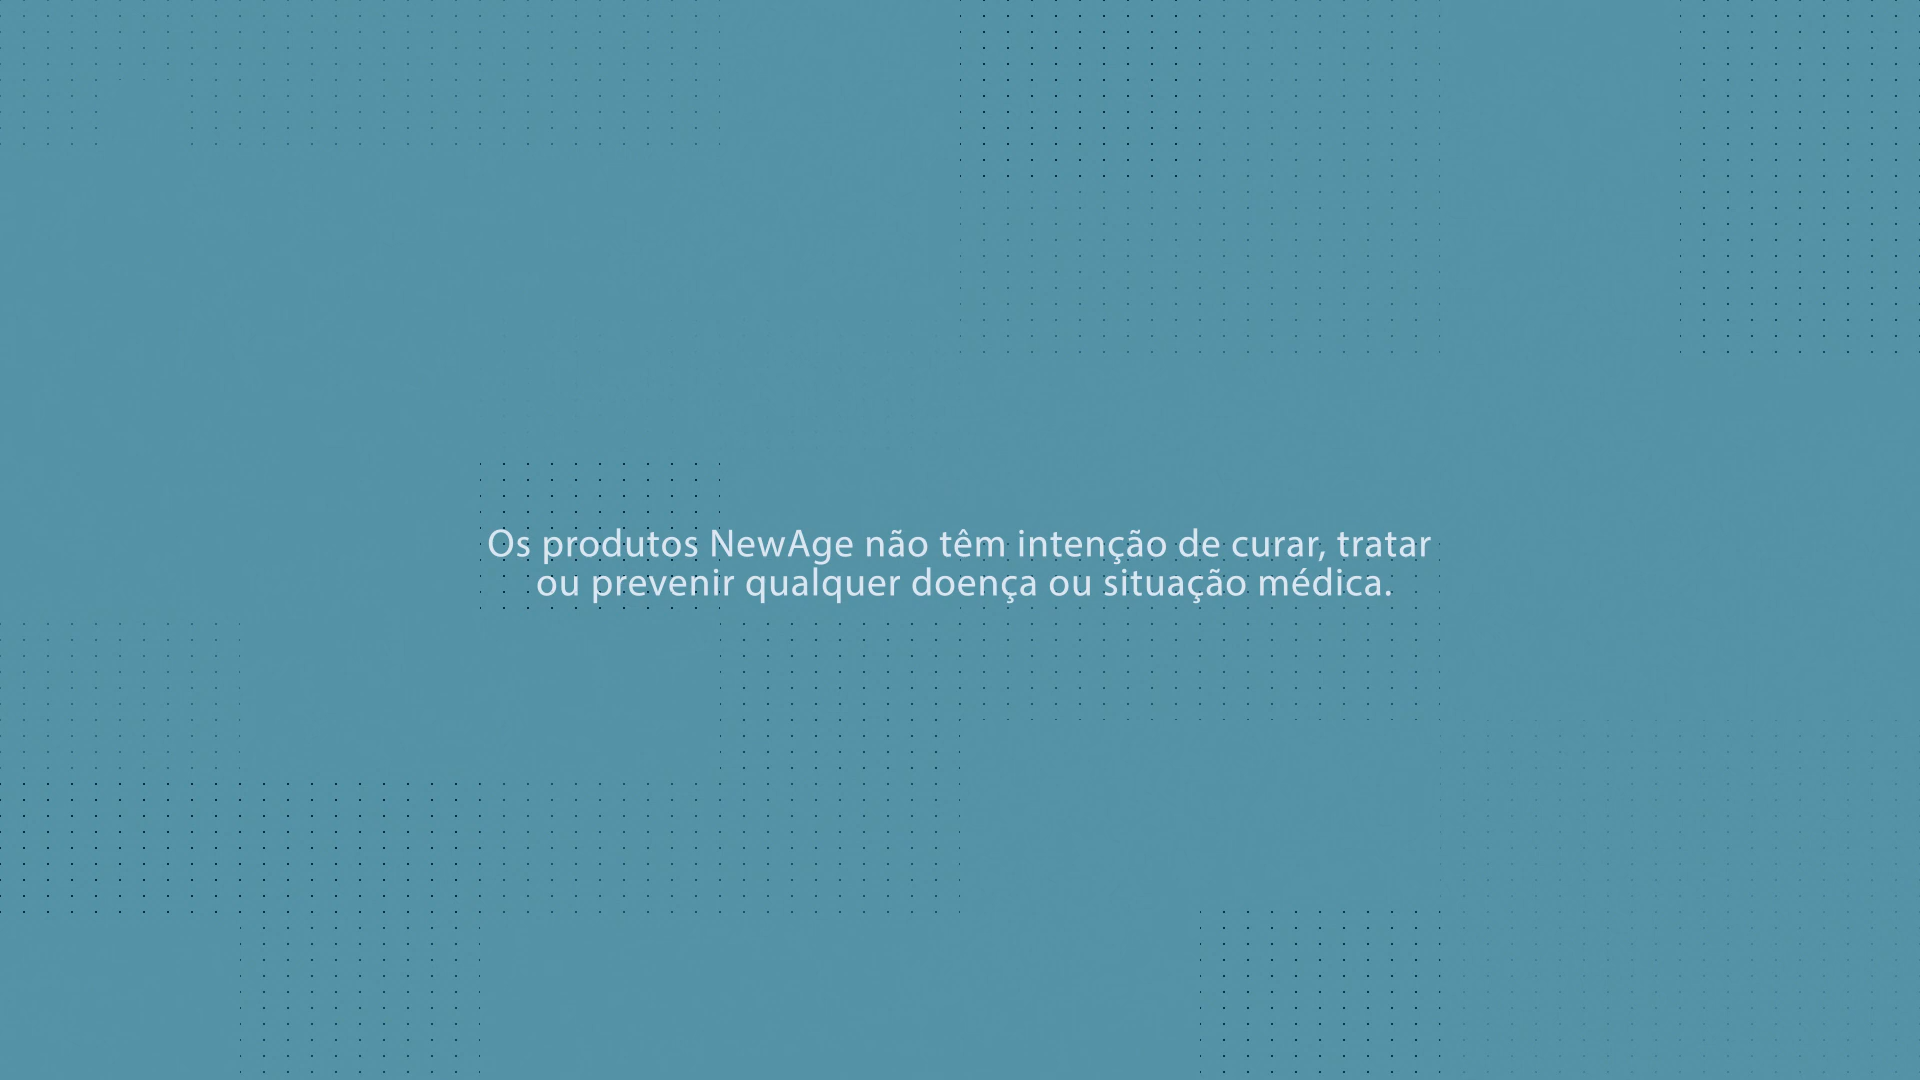 Os produtos NewAge não têm intenção de curar, tratar
ou prevenir qualquer doença ou situação médica.